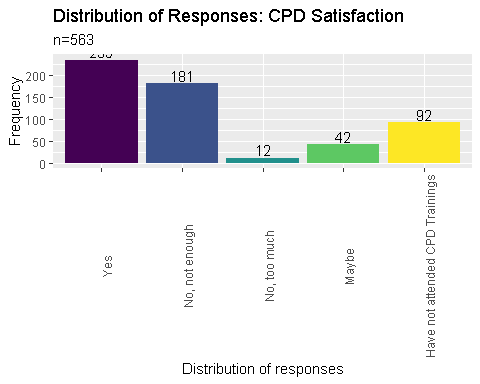 Distribution of Responses: CPD Satisfaction
n=563
Frequency
200
150
100
50
0
181
12
42
92
Yes
No, not enough
No, too much
Maybe
Have not attended CPD Trainings
Distribution of responses